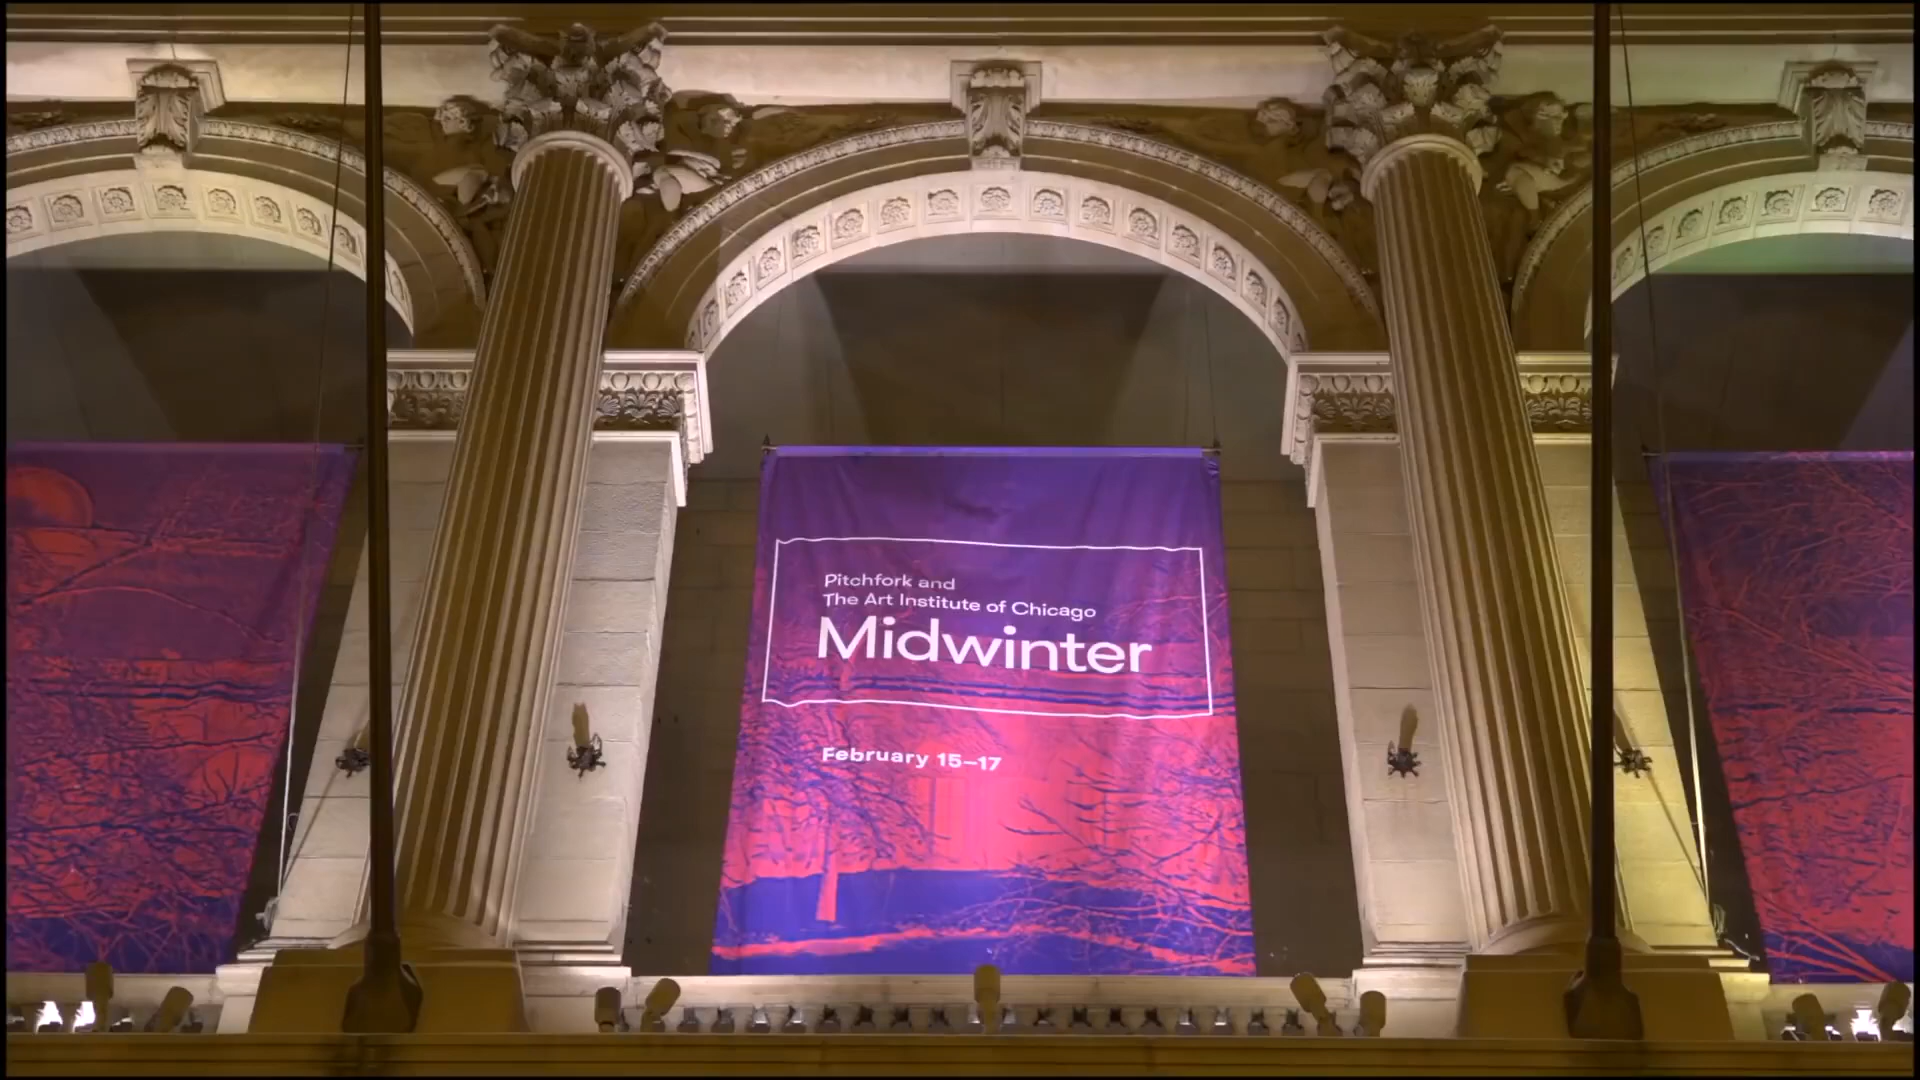 Pitchfork and
The Art Institute of Chicago
Midwinter
February 15–17